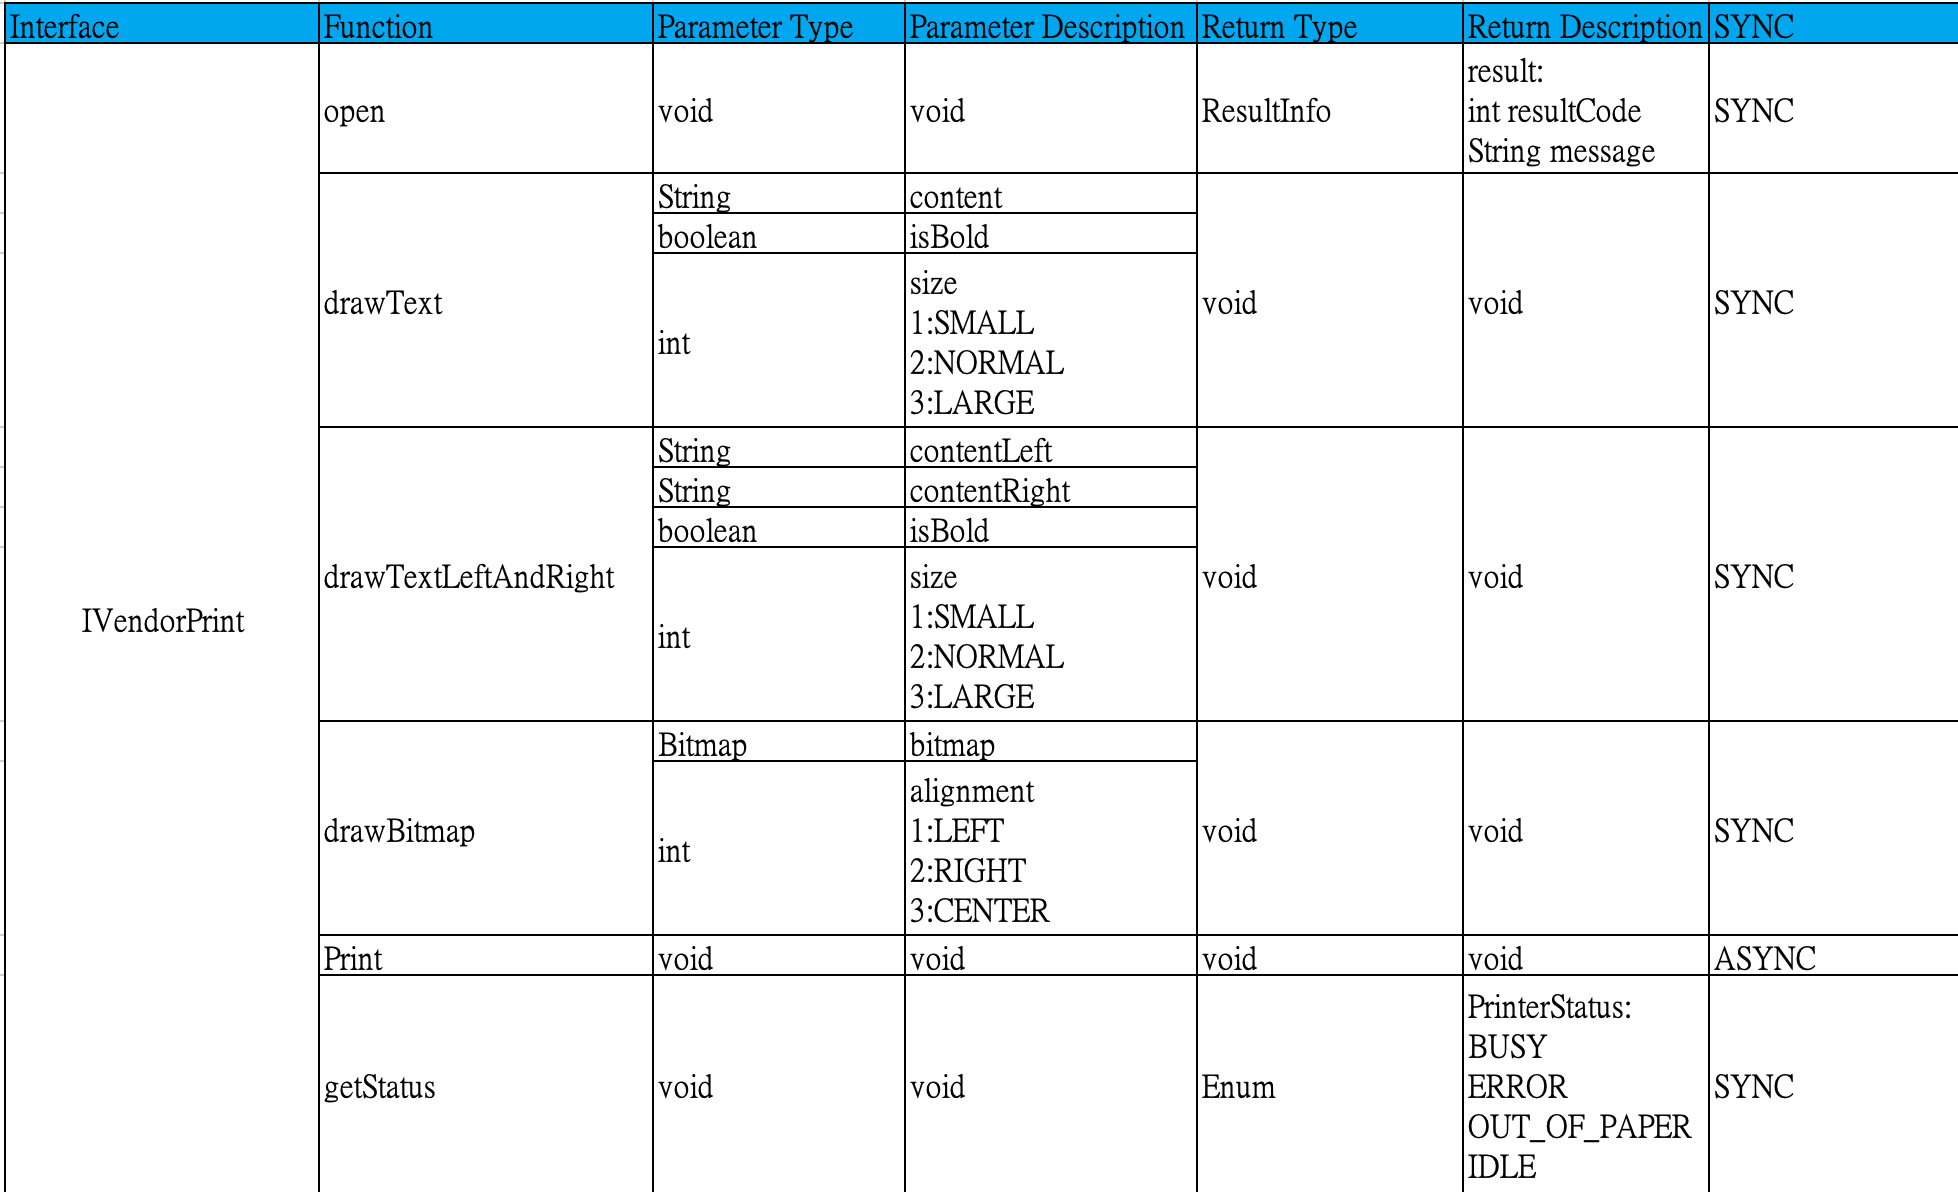 Interface Function Parameter Type Parameter Description Return Type Return Description SYNC
IVendorPrint
open void void ResultInfo
result:
int resultCode
String message
SYNC
drawText
String content
boolean isBold
int
size
1:SMALL
2:NORMAL
3:LARGE
void void SYNC
drawTextLeftAndRight
String contentLeft
String contentRight
boolean isBold
int
size
1:SMALL
2:NORMAL
3:LARGE
void void SYNC
drawBitmap
Bitmap bitmap
int
alignment
1:LEFT
2:RIGHT
3:CENTER
void void SYNC
Print void void void void ASYNC
getStatus void void Enum
PrinterStatus:
BUSY
ERROR
OUT_OF_PAPER
IDLE
SYNC